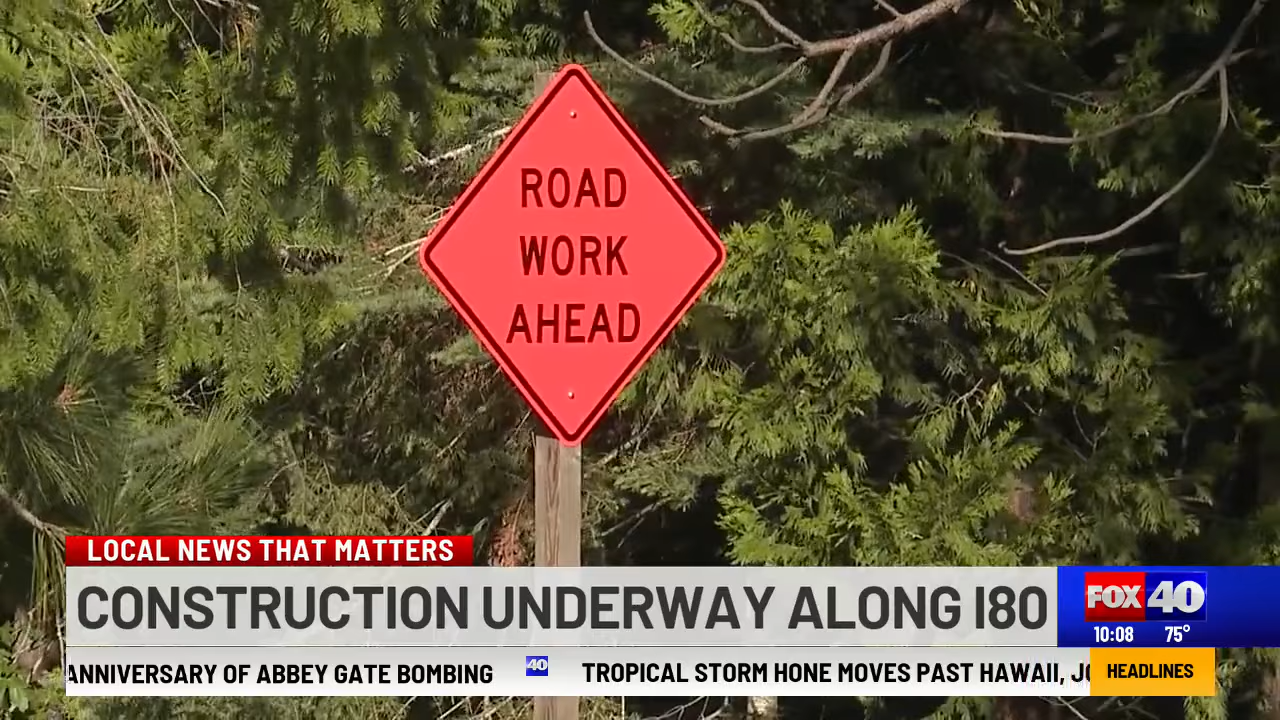 ROAD
WORK
AHEAD
LOCAL NEWS THAT MATTERS
CONSTRUCTION UNDERWAY ALONG I80
FOX 40
10:08 75°
ANNIVERSARY OF ABBEY GATE BOMBING 40 TROPICAL STORM HONE MOVES PAST HAWAII,
HEADLINES